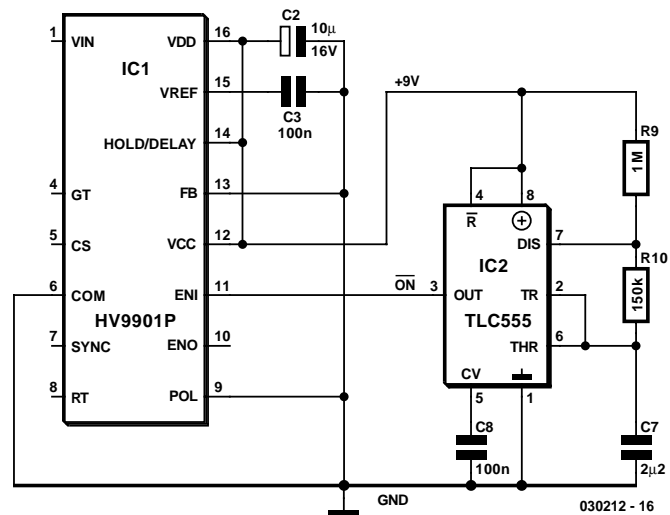 C2
10μ
16V
1
VIN
VDD
16
IC1
15
VREF
C3
100n
14
HOLD/DELAY
4
GT
FB
13
5
CS
VCC
12
6
COM
ENI
11
HV9901P
7
SYNC
ENO
10
8
RT
POL
9
+9V
R9
1M
4
8
R
DIS
7
IC2
R10
150k
ON
3
OUT
TR
2
TLC555
THR
6
CV
5
1
C8
100n
C7
2μ2
GND
030212 - 16